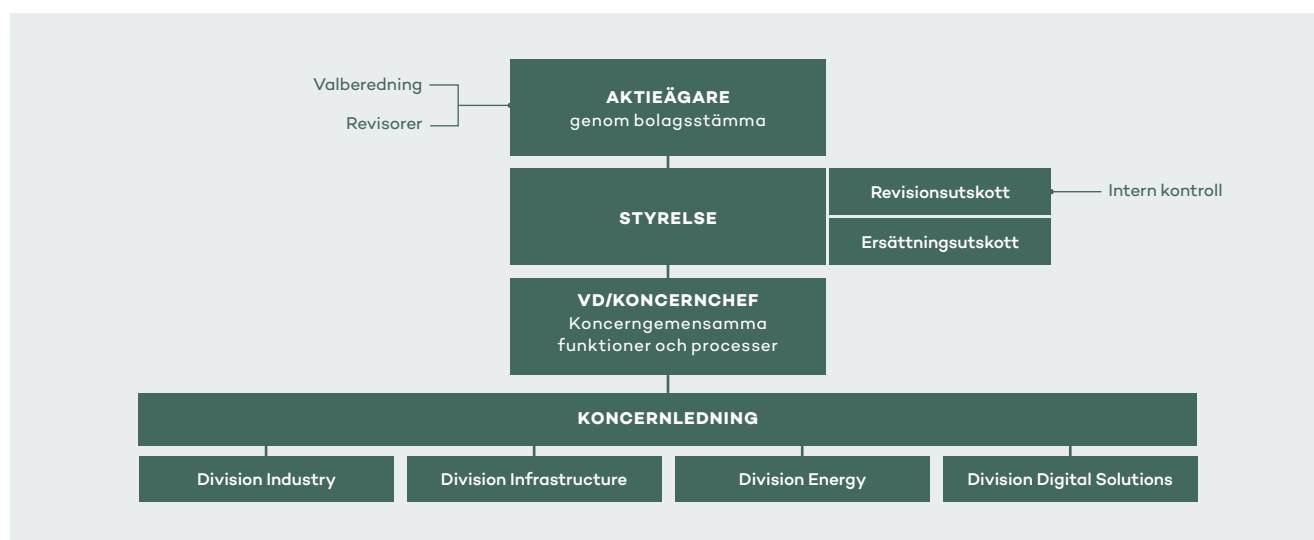 Valberedning
Revisorer
AKTIEÄGARE
genom bolagsstämma
STYRELSE
Revisionsutskott
Ersättningsutskott
Intern kontroll
VD/KONCERNCHEF
Koncerngemensamma
funktioner och processer
KONCERNLEDNING
Division Industry
Division Infrastructure
Division Energy
Division Digital Solutions